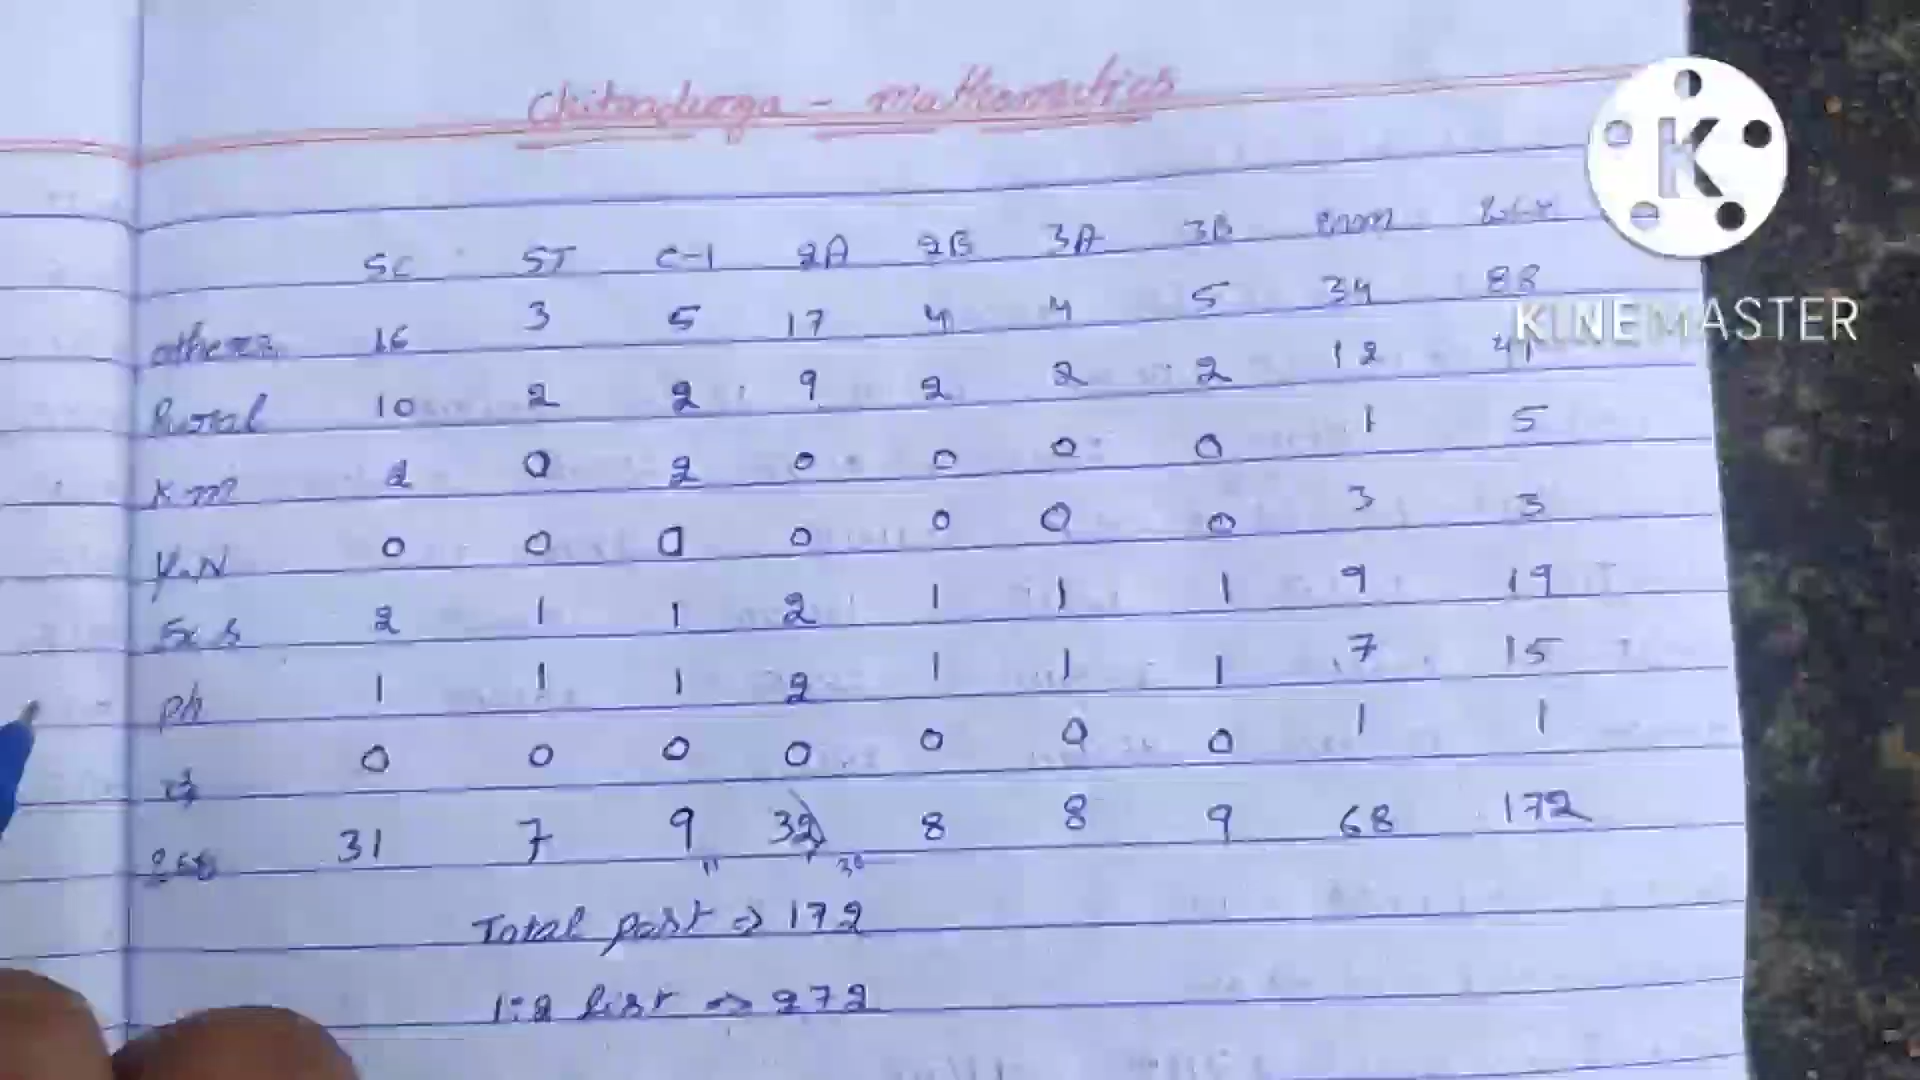 Chitradurga - mathematics
SC ST C-1 2A 2B 3A 3B
others 16 3 5 17 4 4 5 34 88
Rural 10 2 2 9 2 2 2 12 41
K.m 2 0 2 0 0 0 0 1 5
0 0 0 0 0 0 0 3 3
2 1 1 2 1 1 1 9 19
ph 1 1 1 2 1 1 1 7 15
0 0 0 0 0 0 0 1 1
31 7 9 32 8 8 9 68 172
11 30
Total post => 172
1:2 list => 272
K
KINEMASTER